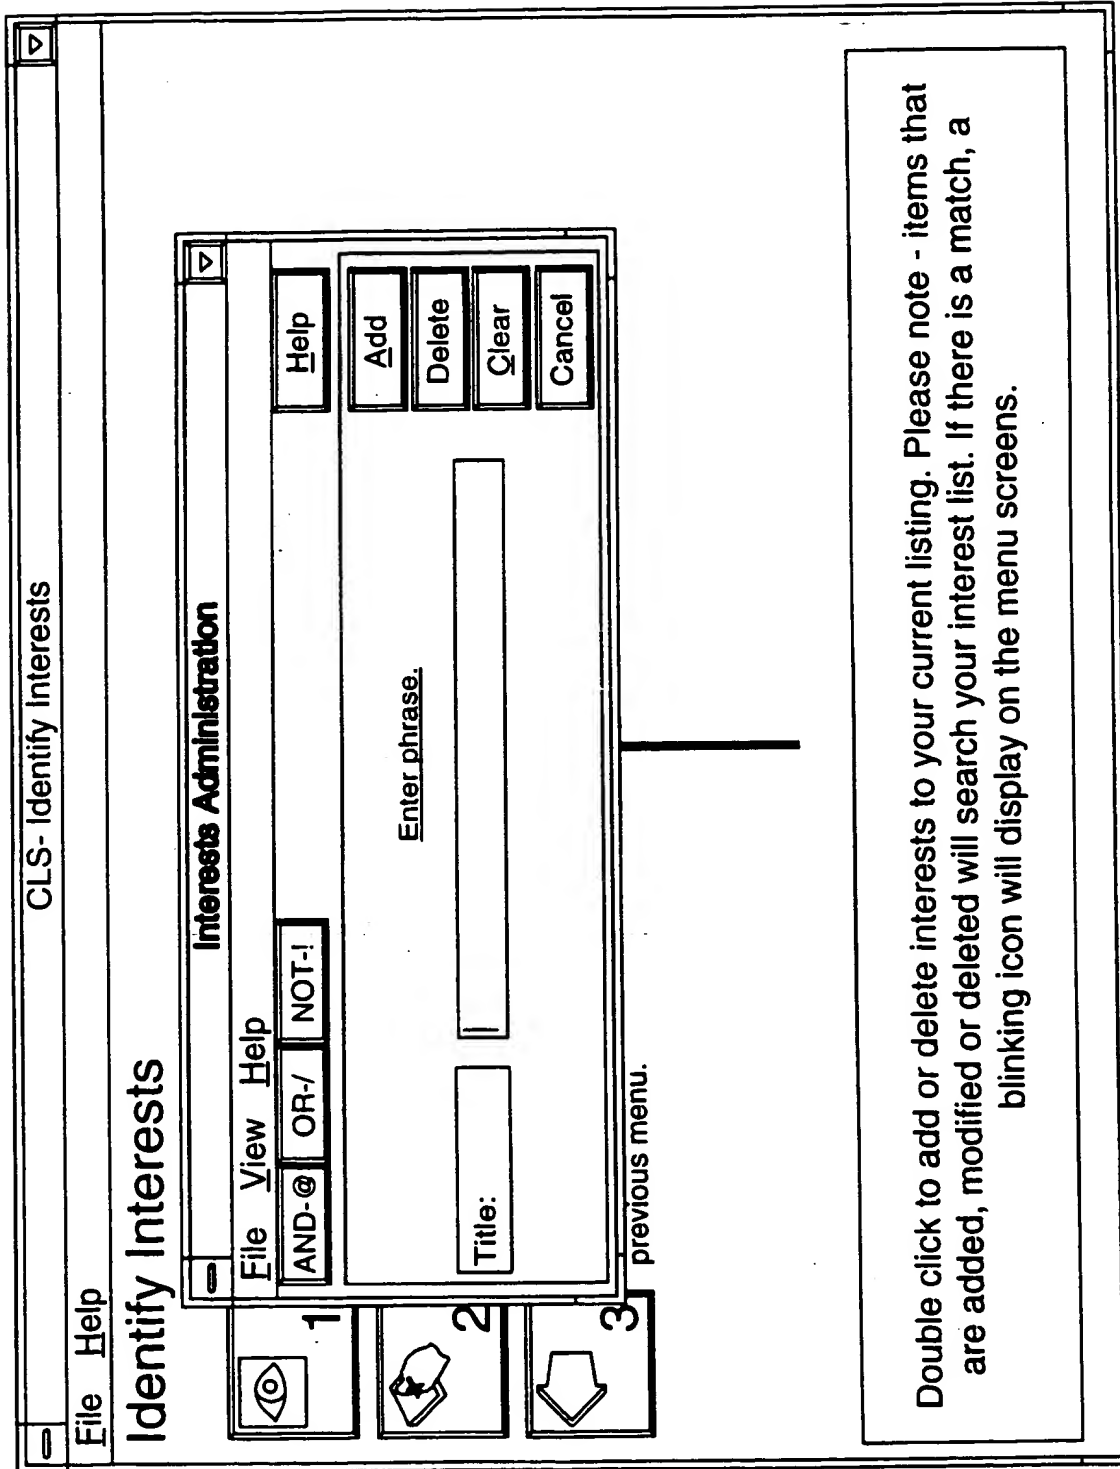 CLS- Identify Interests
File Help
Identify Interests
Interests Administration
File View Help
AND-@ OR-/ NOT-! Help
Enter phrase.
Title:
Add
Delete
Clear
Cancel
1
2
3
previous menu.
Double click to add or delete interests to your current listing. Please note - items that
are added, modified or deleted will search your interest list. If there is a match, a
blinking icon will display on the menu screens.